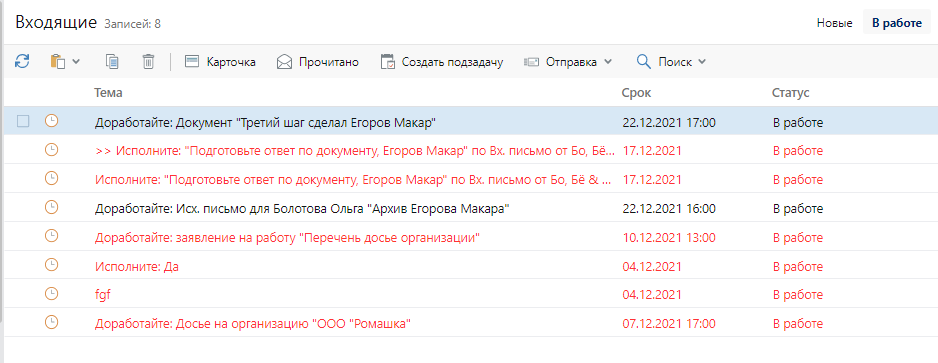 Входящие Записей: 8 Новые В работе
Карточка Прочитано Создать подзадачу Отправка Поиск
Тема Срок Статус
Доработайте: Документ "Третий шаг сделал Егоров Макар" 22.12.2021 17:00 В работе
>> Исполните: "Подготовьте ответ по документу, Егоров Макар" по Вх. письмо от Бо, Бё... 17.12.2021 В работе
Исполните: "Подготовьте ответ по документу, Егоров Макар" по Вх. письмо от Бо, Бё & ... 17.12.2021 В работе
Доработайте: Исх. письмо для Болотова Ольга "Архив Егорова Макара" 22.12.2021 16:00 В работе
Доработайте: заявление на работу "Перечень досье организации" 10.12.2021 13:00 В работе
Исполните: Да 04.12.2021 В работе
fgf 04.12.2021 В работе
Доработайте: Досье на организацию "ООО "Ромашка" 07.12.2021 17:00 В работе